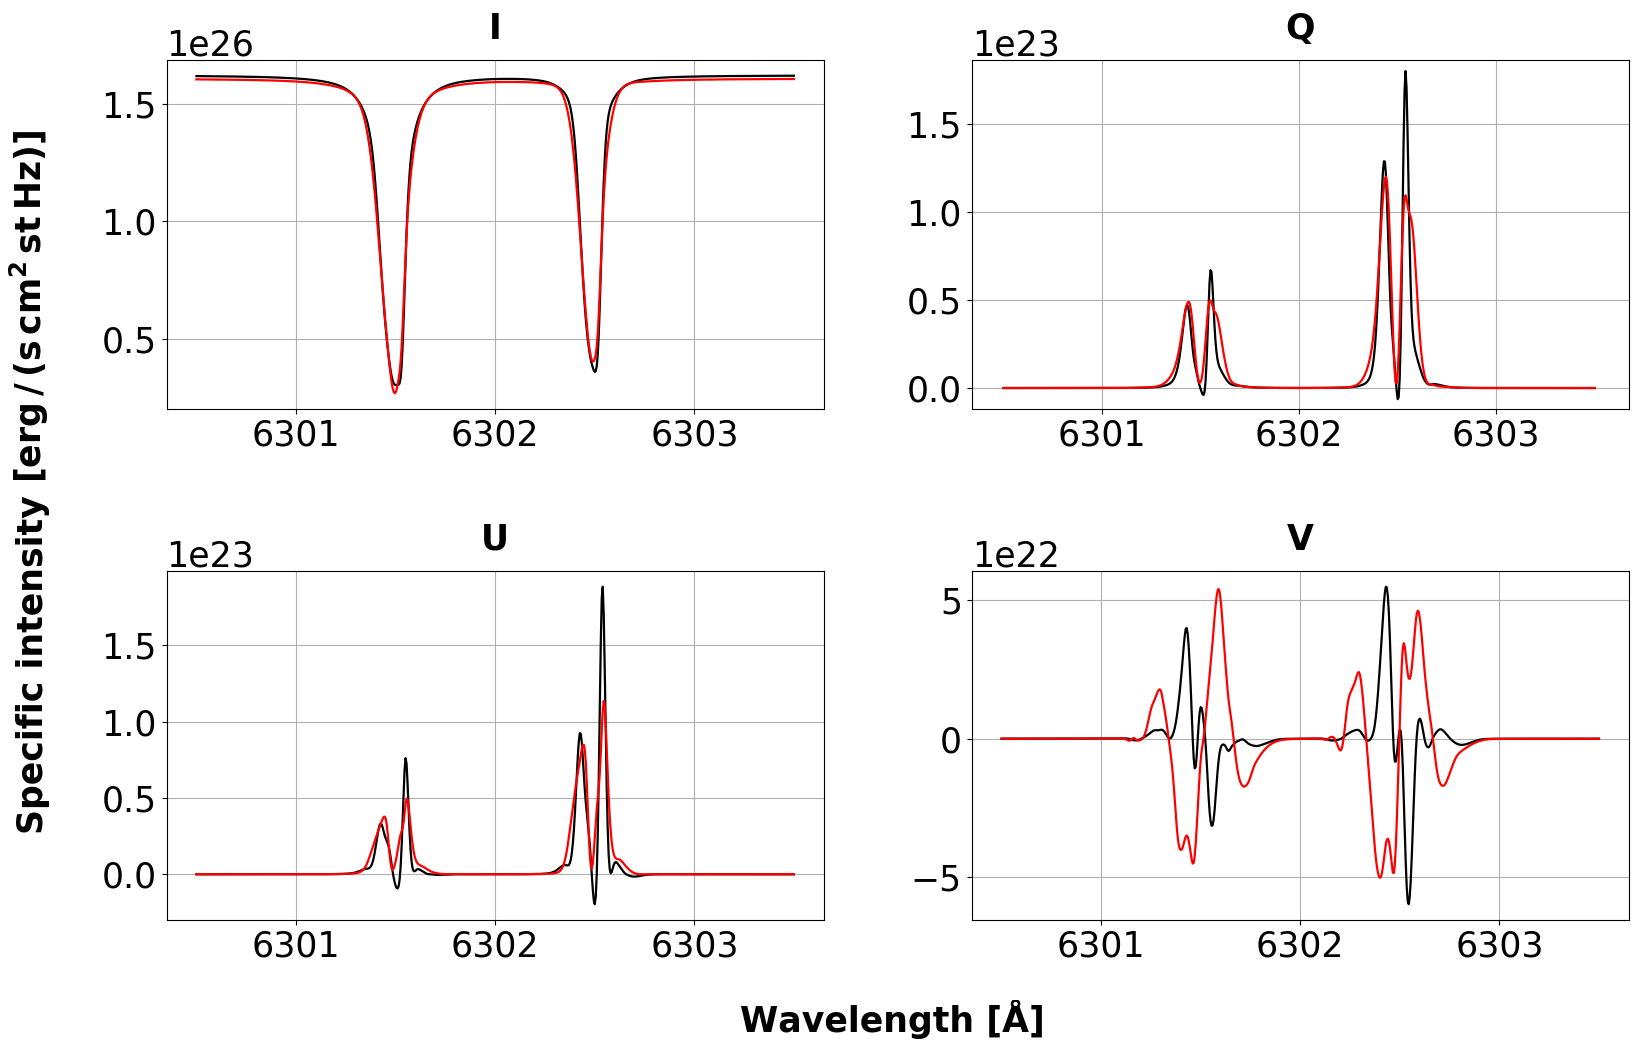 I
1e26
1.5
1.0
0.5
6301 6302 6303
Q
1e23
1.5
1.0
0.5
0.0
6301 6302 6303
U
1e23
1.5
1.0
0.5
0.0
6301 6302 6303
V
1e22
5
0
−5
6301 6302 6303
Specific intensity [erg / (s cm² st Hz)]
Wavelength [Å]